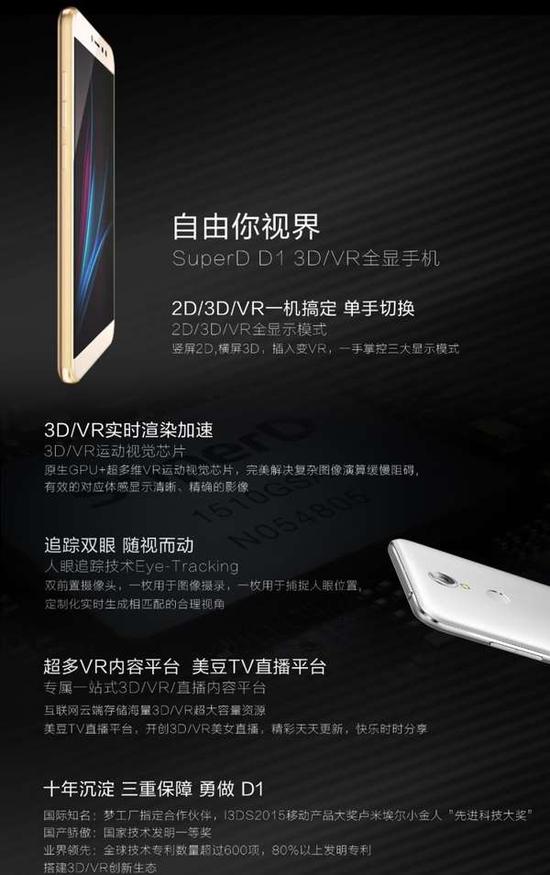 自由你视界
SuperD D1 3D/VR全显手机
2D/3D/VR一机搞定 单手切换
2D/3D/VR全显示模式
竖屏2D,横屏3D，插入变VR，一手掌控三大显示模式
3D/VR实时渲染加速
3D/VR运动视觉芯片
原生GPU+超多维VR运动视觉芯片，完美解决复杂图像演算缓慢阻碍，
有效的对应体感显示清晰、精确的影像
SuperD
1510GS
N054805
追踪双眼 随视而动
人眼追踪技术Eye-Tracking
双前置摄像头，一枚用于图像摄录，一枚用于捕捉人眼位置，
定制化实时生成相匹配的合理视角
超多VR内容平台 美豆TV直播平台
专属一站式3D/VR/直播内容平台
互联网云端存储海量3D/VR超大容量资源
美豆TV直播平台，开创3D/VR美女直播，精彩天天更新，快乐时时分享
十年沉淀 三重保障 勇做 D1
国际知名：梦工厂指定合作伙伴，I3DS2015移动产品大奖卢米埃尔小金人“先进科技大奖”
国产骄傲：国家技术发明一等奖
业界领先：全球技术专利数量超过600项，80%以上发明专利
搭建3D/VR创新生态